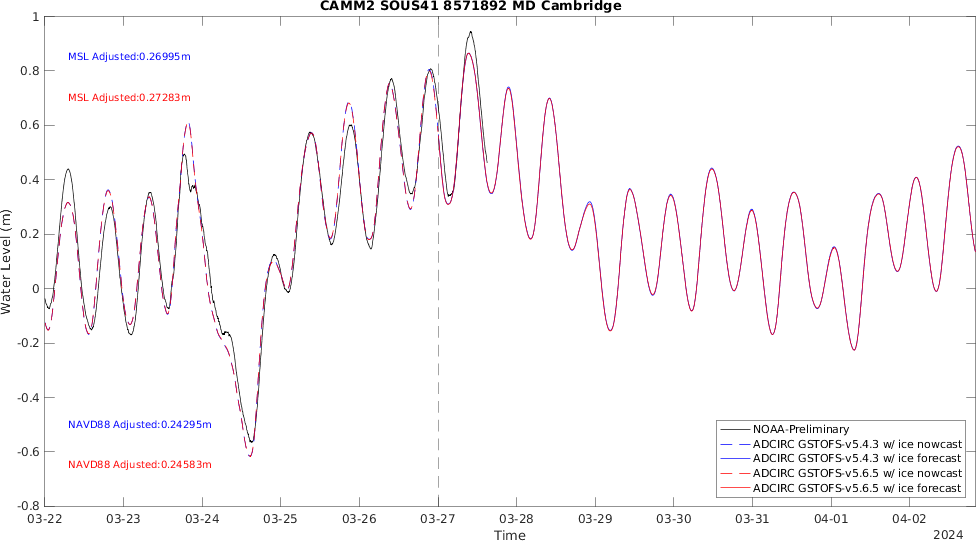 CAMM2 SOUS41 8571892 MD Cambridge
1
0.8
0.6
0.4
0.2
0
-0.2
-0.4
-0.6
-0.8
Water Level (m)
MSL Adjusted:0.26995m
MSL Adjusted:0.27283m
NAVD88 Adjusted:0.24295m
NAVD88 Adjusted:0.24583m
NOAA-Preliminary
ADCIRC GSTOFS-v5.4.3 w/ ice nowcast
ADCIRC GSTOFS-v5.4.3 w/ ice forecast
ADCIRC GSTOFS-v5.6.5 w/ ice nowcast
ADCIRC GSTOFS-v5.6.5 w/ ice forecast
03-22 03-23 03-24 03-25 03-26 03-27 03-28 03-29 03-30 03-31 04-01 04-02
Time
2024